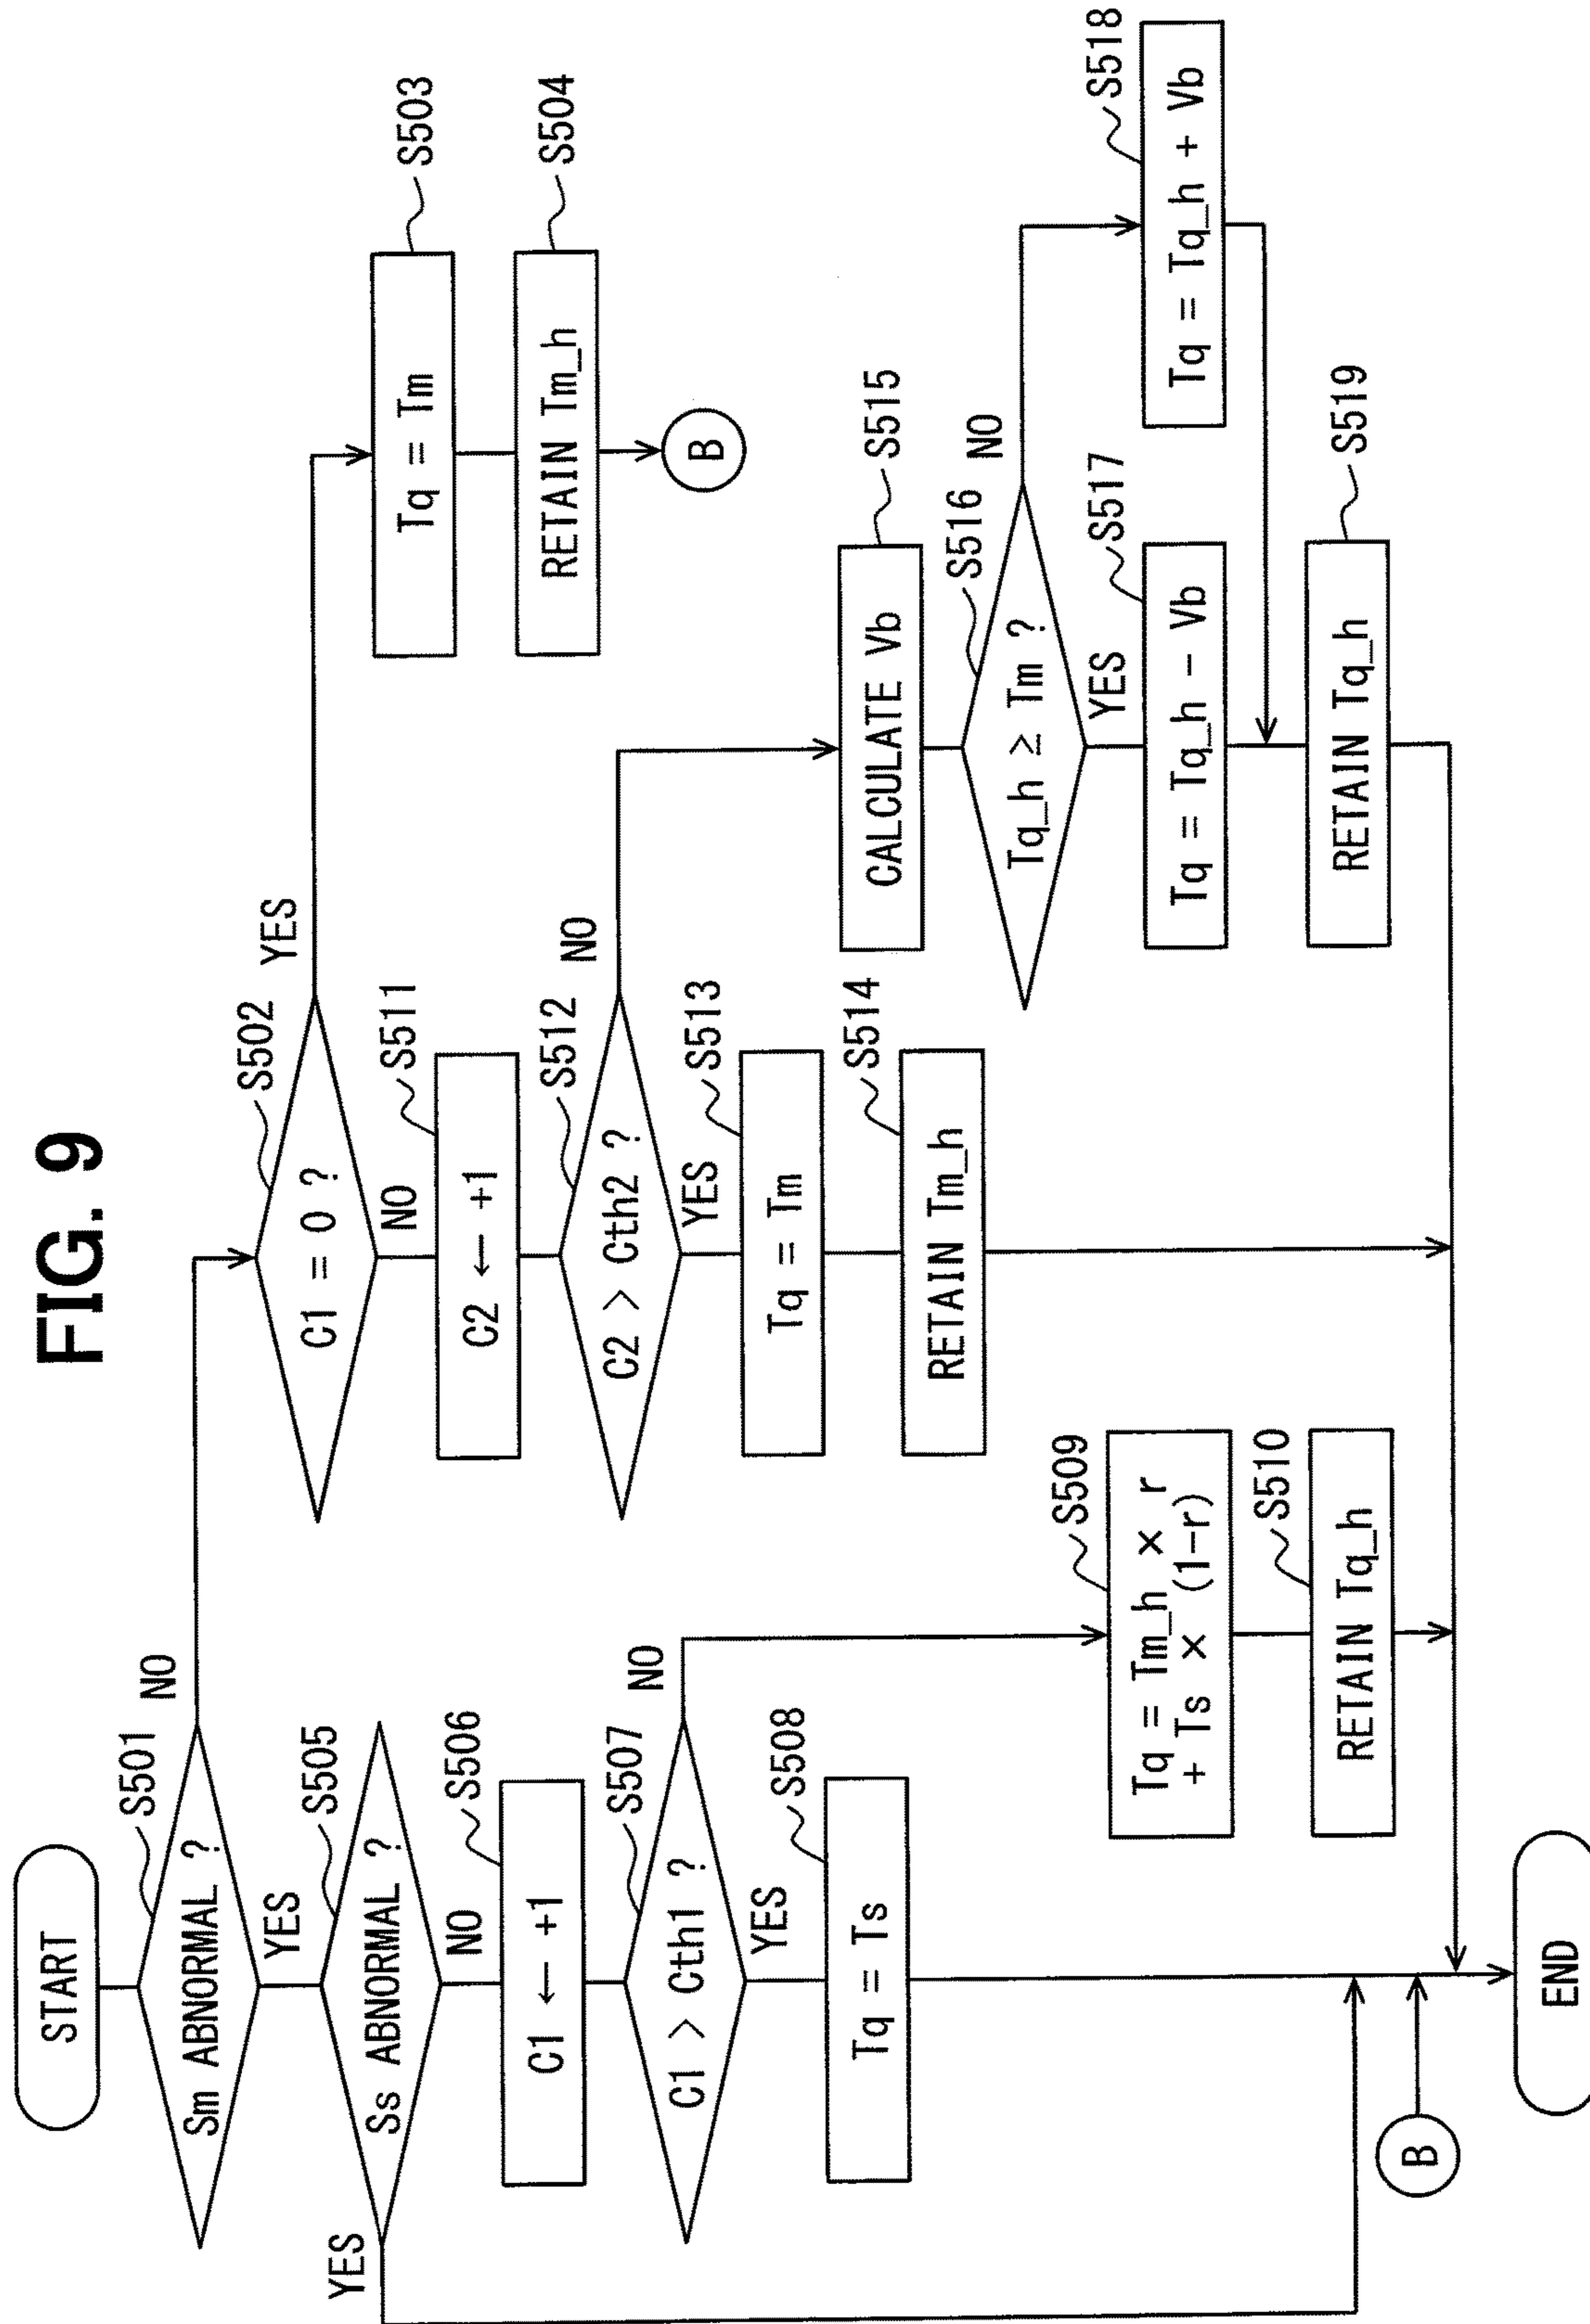 FIG. 9
START
S501
Sm ABNORMAL ?
NO
YES
S505
Ss ABNORMAL ?
YES
NO
S506
C1 ← +1
S507
C1 > Cth1 ?
NO
YES
S508
Tq = Ts
S509
Tq = Tm_h × r
+ Ts × (1-r)
S510
RETAIN Tq_h
S502
C1 = 0 ?
YES
NO
S503
Tq = Tm
S504
RETAIN Tm_h
B
S511
C2 ← +1
S512
C2 > Cth2 ?
NO
YES
S513
Tq = Tm
S514
RETAIN Tm_h
S515
CALCULATE Vb
S516
Tq_h ≥ Tm ?
NO
YES
S517
Tq = Tq_h - Vb
S518
Tq = Tq_h + Vb
S519
RETAIN Tq_h
B
END